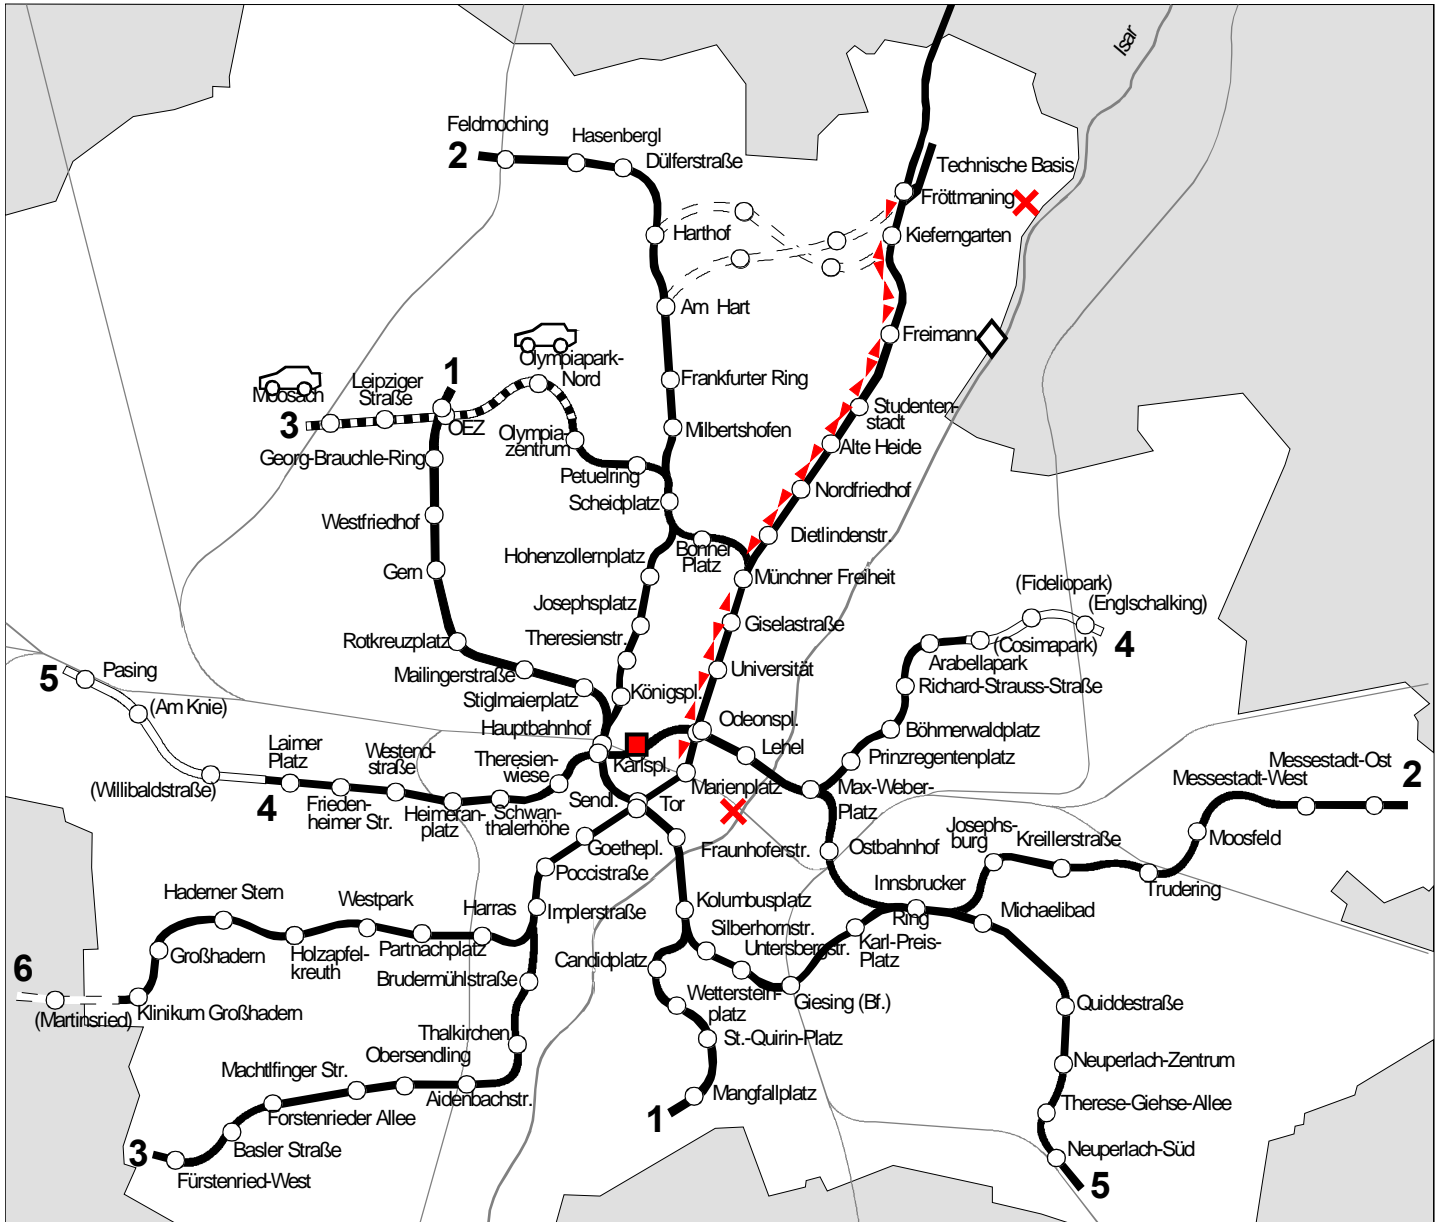 Isar
Feldmoching
Hasenbergl
2
Dülferstraße
Technische Basis
Fröttmaning
Harthof
Kieferngarten
Am Hart
Freimann
Olympiapark-
Nord
Moosach
Leipziger
Straße
1
Frankfurter Ring
3
OEZ
Studenten-
stadt
Olympia-
zentrum
Milbertshofen
Alte Heide
Georg-Brauchle-Ring
Petuelring
Nordfriedhof
Scheidplatz
Westfriedhof
Dietlindenstr.
Hohenzollernplatz
Bonner
Platz
Gern
Münchner Freiheit
(Fideliopark)
(Englschalking)
Josephsplatz
Giselastraße
Theresienstr.
Rotkreuzplatz
(Cosimapark)
4
Arabellapark
5
Pasing
Mailingerstraße
Universität
Richard-Strauss-Straße
Stiglmaierplatz
Königspl.
(Am Knie)
Odeonspl.
Hauptbahnhof
Böhmerwaldplatz
Laimer
Platz
Westend-
straße
Theresien-
wiese
Karlspl.
Lehel
Prinzregentenplatz
Messestadt-Ost
Messestadt-West
2
(Willibaldstraße)
4
Frieden-
heimer Str.
Heimeran-
platz
Schwan-
thalerhöhe
Sendl.
Tor
Marienplatz
Max-Weber-
Platz
Goethepl.
Fraunhoferstr.
Ostbahnhof
Josephs-
burg
Kreillerstraße
Moosfeld
Poccistraße
Innsbrucker
Ring
Trudering
Haderner Stern
Westpark
Harras
Implerstraße
Kolumbusplatz
Michaelibad
Silberhornstr.
Untersbergstr.
Karl-Preis-
Platz
Großhadern
Holzapfel-
kreuth
Partnachplatz
Candidplatz
6
Brudermühlstraße
Giesing (Bf.)
(Martinsried)
Klinikum Großhadern
Wetterstein-
platz
Quiddestraße
Thalkirchen
St.-Quirin-Platz
Obersendling
Machtlfinger Str.
Neuperlach-Zentrum
Aidenbachstr.
Mangfallplatz
Forstenrieder Allee
1
Therese-Giehse-Allee
Basler Straße
3
Neuperlach-Süd
Fürstenried-West
5